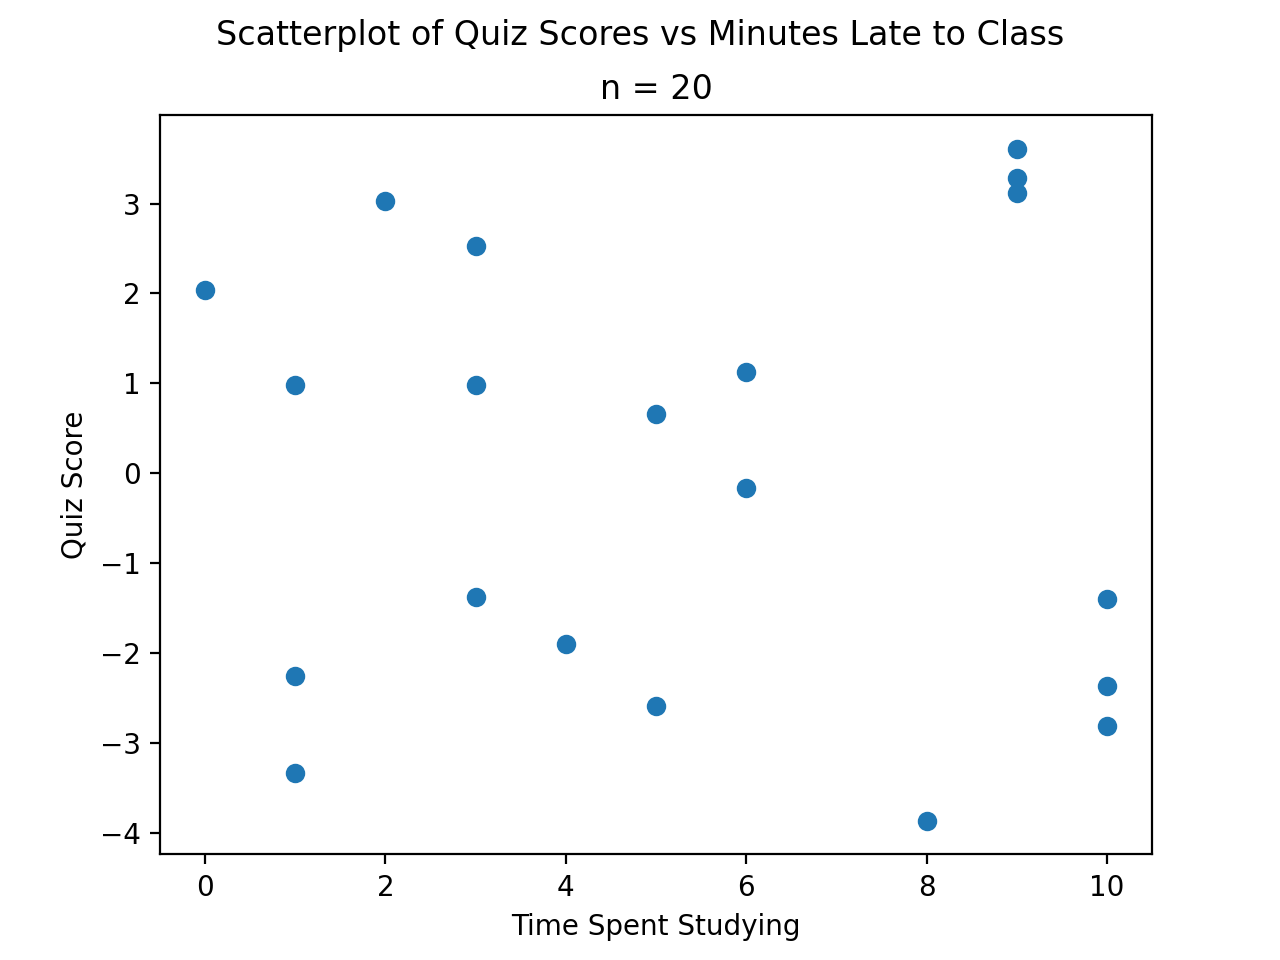 Scatterplot of Quiz Scores vs Minutes Late to Class
n = 20
3
2
1
0
−1
−2
−3
−4
Quiz Score
0 2 4 6 8 10
Time Spent Studying